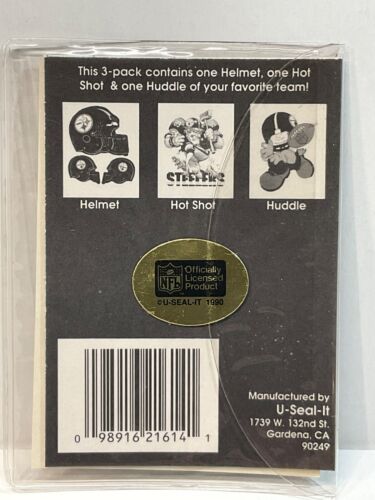 This 3-pack contains one Helmet, one Hot
Shot & one Huddle of your favorite team!
STEELERS
Helmet
Hot Shot
Huddle
NFL
Officially
Licensed
Product
©U-SEAL-IT 1990
0 98916 21614 1
Manufactured by
U-Seal-It
1739 W. 132nd St.
Gardena, CA
90249